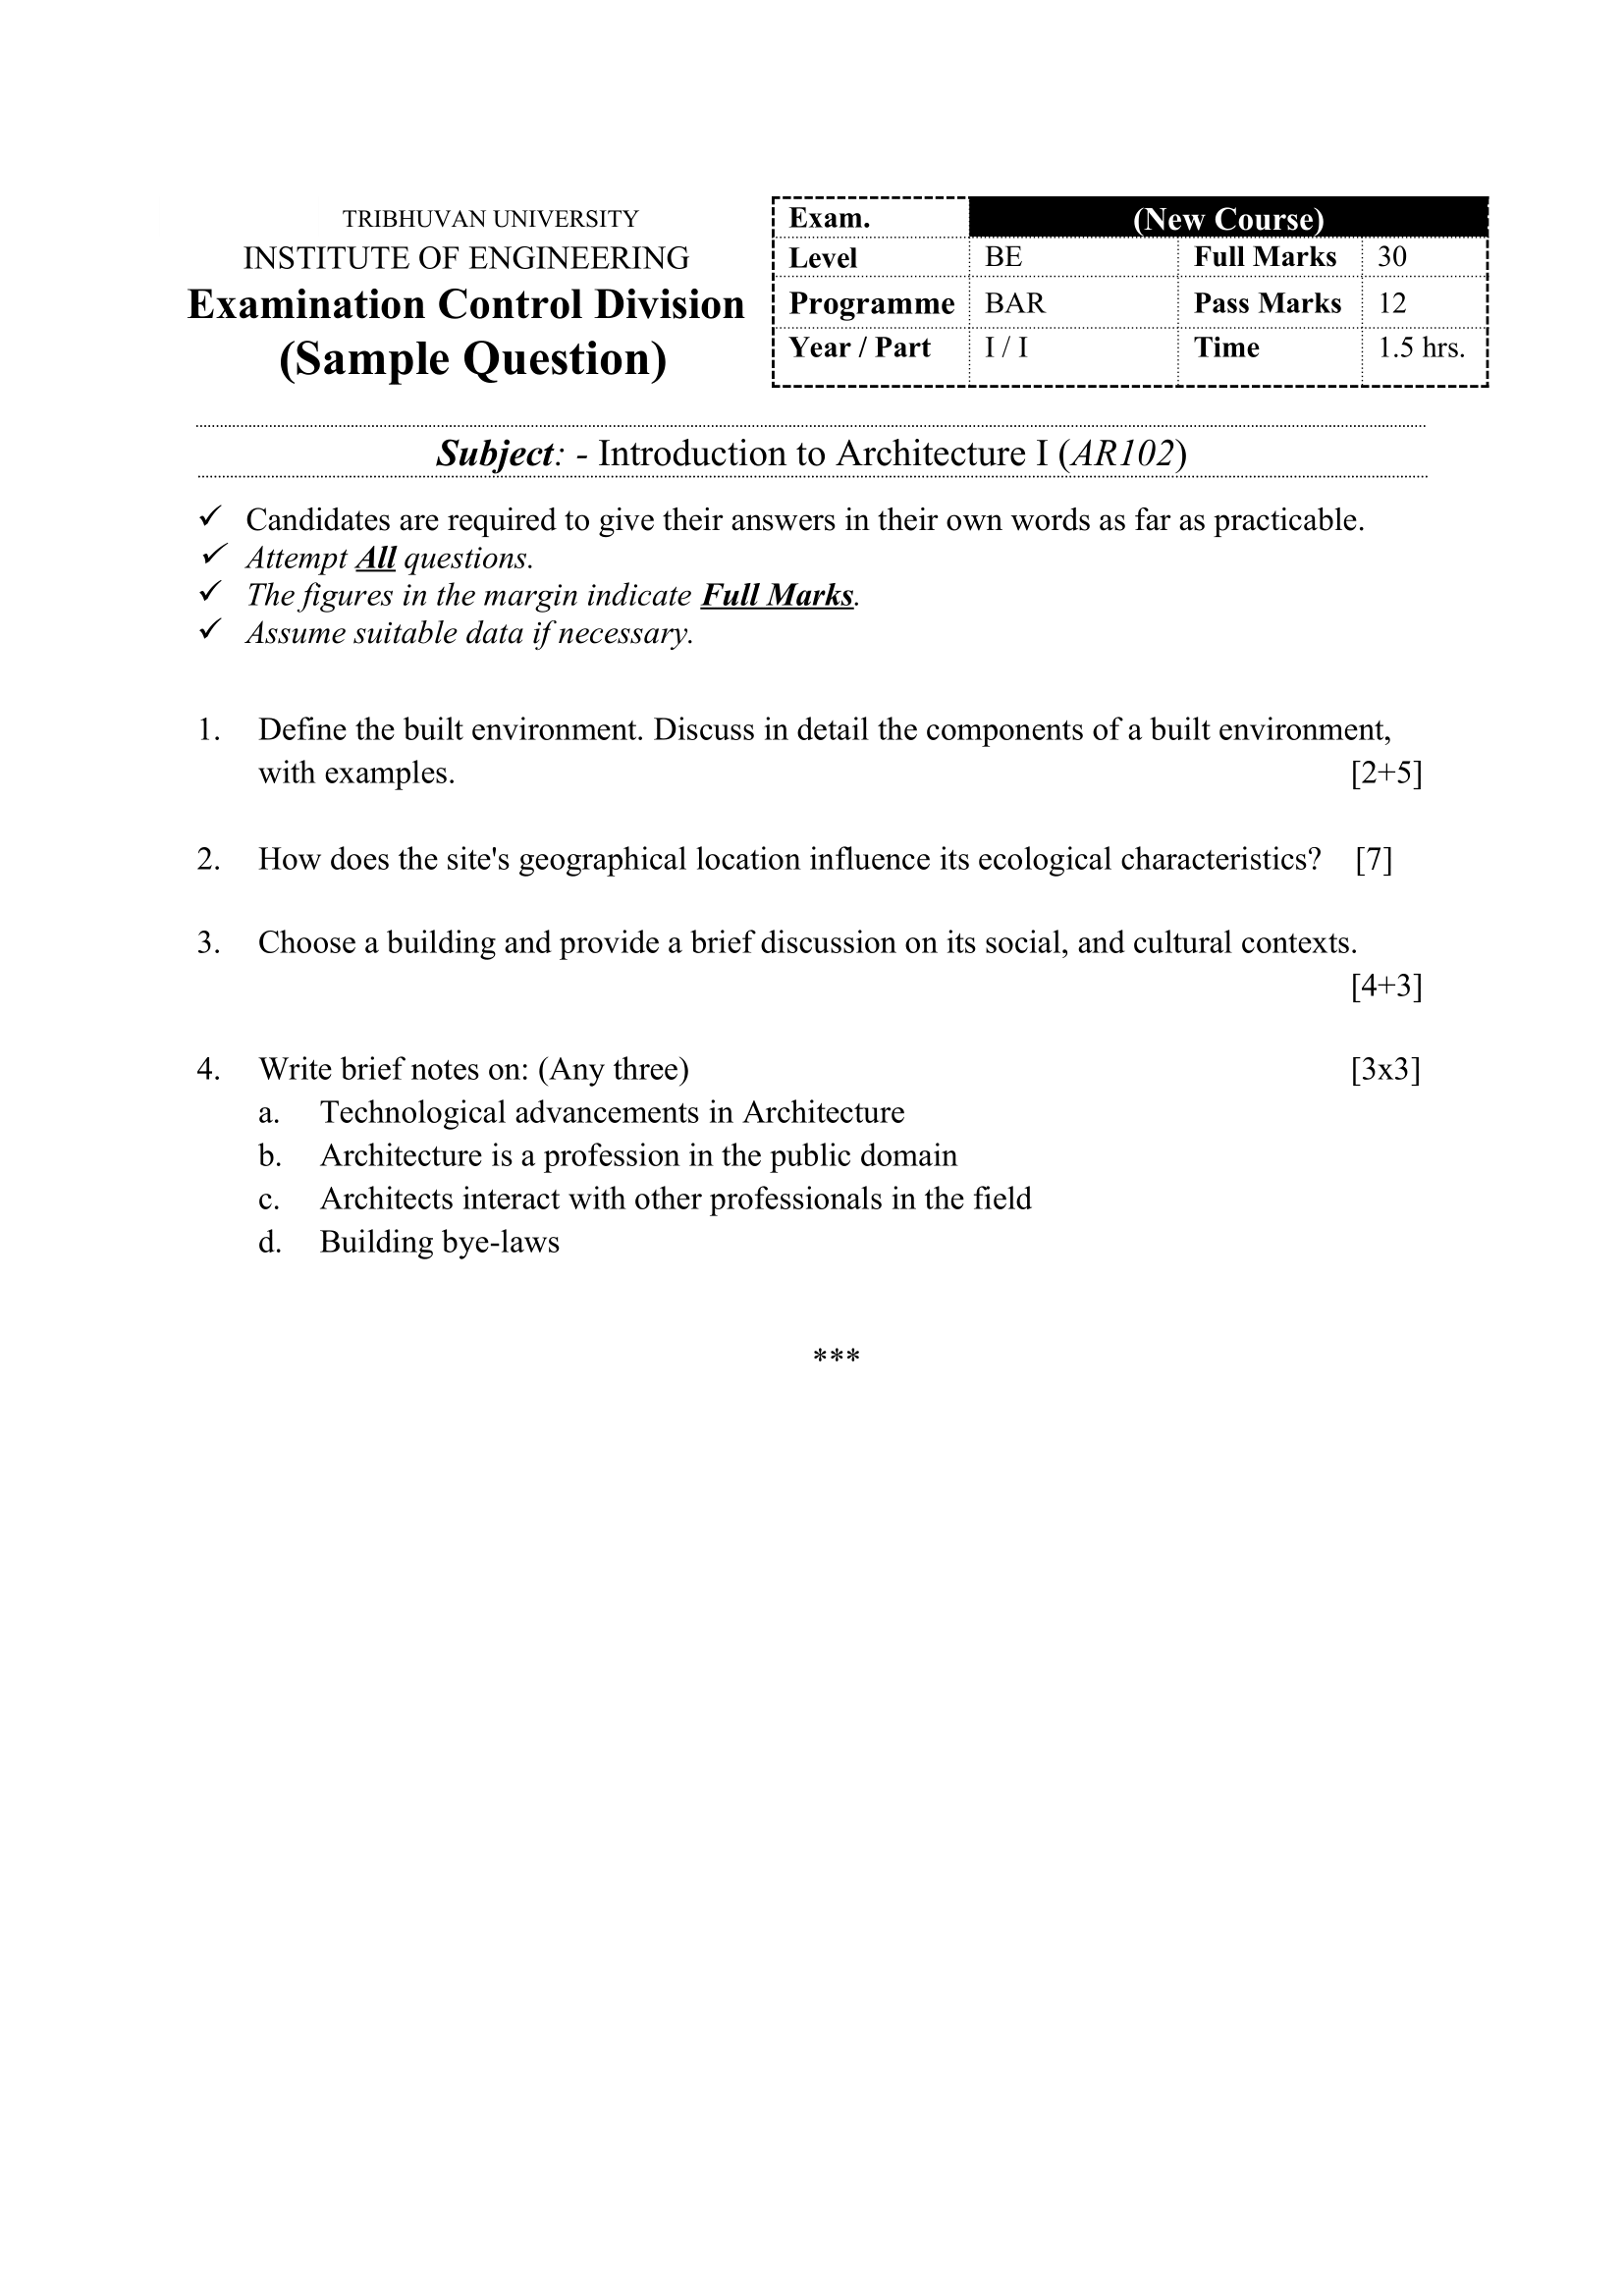 TRIBHUVAN UNIVERSITY
INSTITUTE OF ENGINEERING
Examination Control Division
(Sample Question)
Exam. (New Course)
Level BE Full Marks 30
Programme BAR Pass Marks 12
Year / Part I / I Time 1.5 hrs.
Subject: - Introduction to Architecture I (AR102)
✓ Candidates are required to give their answers in their own words as far as practicable.
✓ Attempt All questions.
✓ The figures in the margin indicate Full Marks.
✓ Assume suitable data if necessary.
1. Define the built environment. Discuss in detail the components of a built environment,
with examples. [2+5]
2. How does the site's geographical location influence its ecological characteristics? [7]
3. Choose a building and provide a brief discussion on its social, and cultural contexts.
[4+3]
4. Write brief notes on: (Any three) [3x3]
a. Technological advancements in Architecture
b. Architecture is a profession in the public domain
c. Architects interact with other professionals in the field
d. Building bye-laws
***